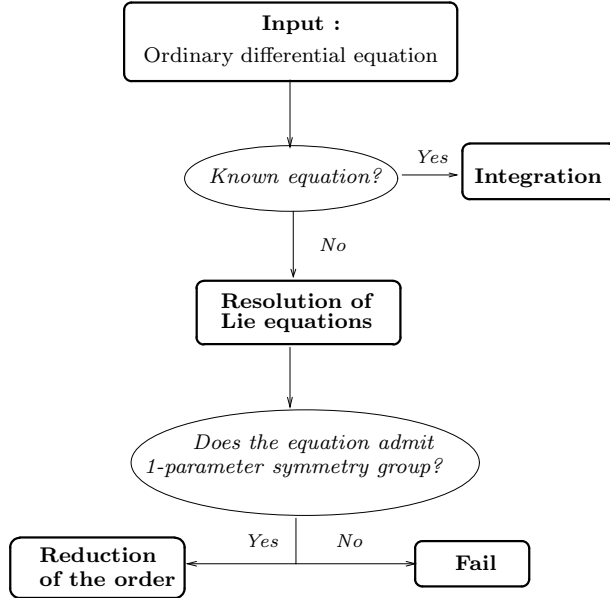 Input :
Ordinary differential equation
Known equation?
Yes
Integration
No
Resolution of
Lie equations
Does the equation admit
1-parameter symmetry group?
Yes
No
Reduction
of the order
Fail